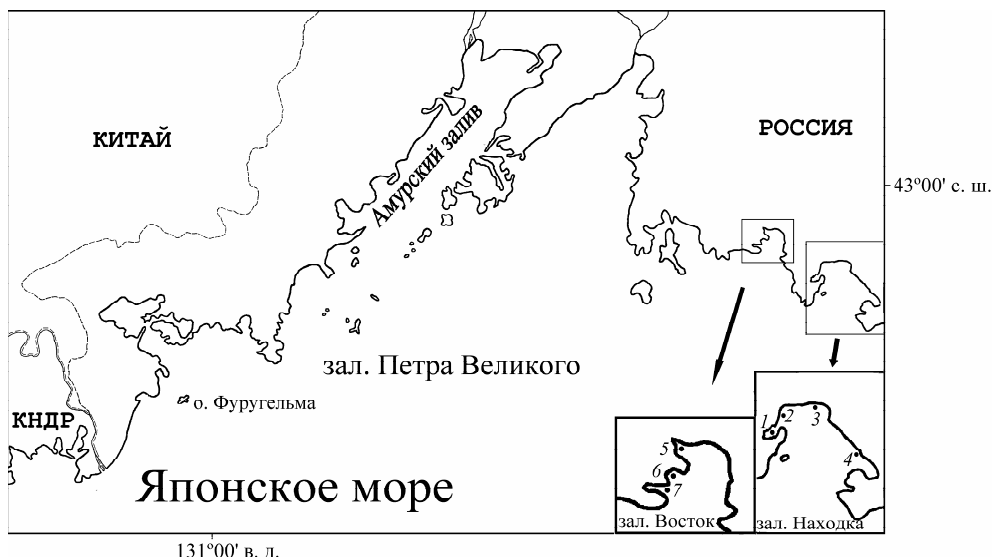 КИТАЙ
РОССИЯ
Амурский залив
43°00' с. ш.
зал. Петра Великого
о. Фуругельма
КНДР
Японское море
1
2
3
4
5
6
7
зал. Восток
зал. Находка
131°00' в. д.